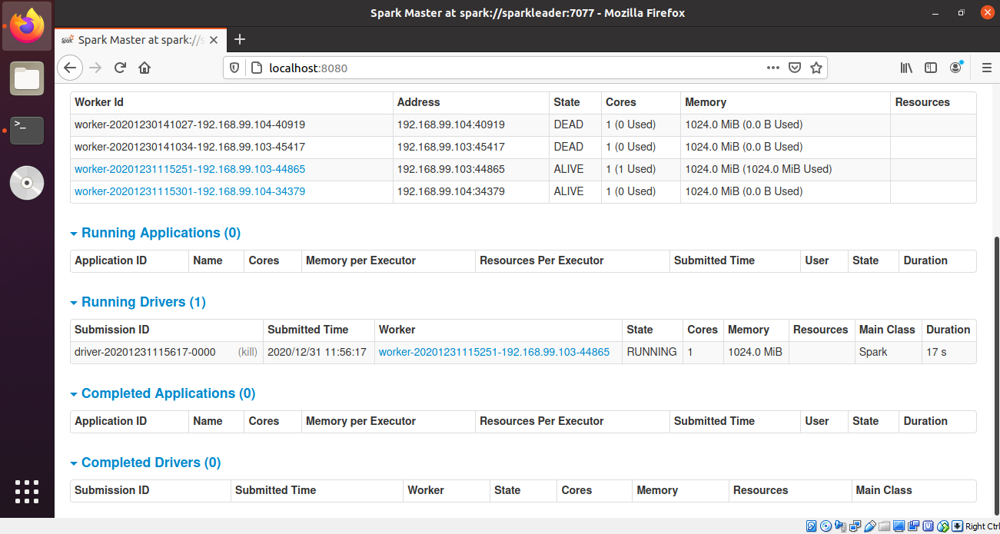 Spark Master at spark://sparkleader:7077 - Mozilla Firefox
Spark Master at spark://s
localhost:8080
Worker Id Address State Cores Memory Resources
worker-20201230141027-192.168.99.104-40919 192.168.99.104:40919 DEAD 1 (0 Used) 1024.0 MiB (0.0 B Used)
worker-20201230141034-192.168.99.103-45417 192.168.99.103:45417 DEAD 1 (0 Used) 1024.0 MiB (0.0 B Used)
worker-20201231115251-192.168.99.103-44865 192.168.99.103:44865 ALIVE 1 (1 Used) 1024.0 MiB (1024.0 MiB Used)
worker-20201231115301-192.168.99.104-34379 192.168.99.104:34379 ALIVE 1 (0 Used) 1024.0 MiB (0.0 B Used)
Running Applications (0)
Application ID Name Cores Memory per Executor Resources Per Executor Submitted Time User State Duration
Running Drivers (1)
Submission ID Submitted Time Worker State Cores Memory Resources Main Class Duration
driver-20201231115617-0000 (kill) 2020/12/31 11:56:17 worker-20201231115251-192.168.99.103-44865 RUNNING 1 1024.0 MiB Spark 17 s
Completed Applications (0)
Application ID Name Cores Memory per Executor Resources Per Executor Submitted Time User State Duration
Completed Drivers (0)
Submission ID Submitted Time Worker State Cores Memory Resources Main Class
Right Ctrl